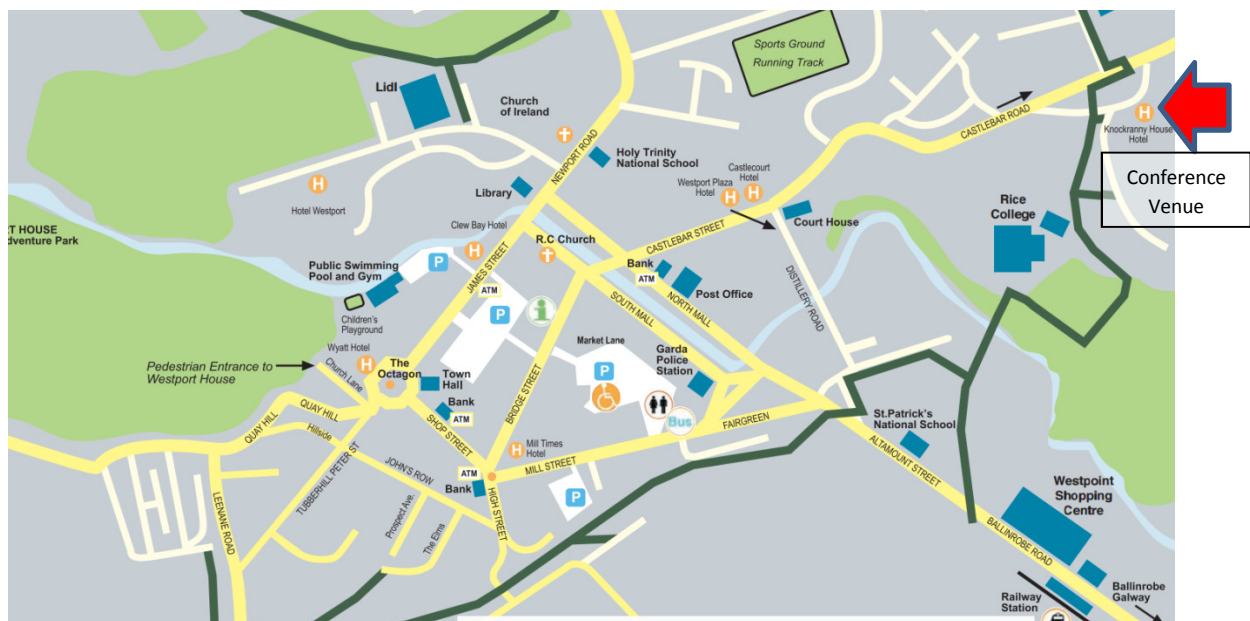 Sports Ground
Running Track
Lidl
Church
of Ireland
H
Knockranny House
Hotel
Conference
Venue
CASTLEBAR ROAD
NEWPORT ROAD
Holy Trinity
National School
Castlecourt
Hotel
Westport Plaza
Hotel
H
H
H
Hotel Westport
Library
Court House
Rice
College
RT HOUSE
dventure Park
Clew Bay Hotel
H
R.C Church
CASTLEBAR STREET
Public Swimming
Pool and Gym
P
JAMES STREET
ATM
Bank
ATM
Post Office
DISTILLERY ROAD
NORTH MALL
SOUTH MALL
Children's
Playground
P
i
Wyatt Hotel
H
Market Lane
P
Garda
Police
Station
Pedestrian Entrance to
Westport House
Church Lane
The
Octagon
Town
Hall
Bank
ATM
BRIDGE STREET
Bus
FAIRGREEN
St.Patrick's
National School
ALTAMOUNT STREET
QUAY HILL
QUAY HILL
Hillside
SHOP STREET
H
Mill Times
Hotel
MILL STREET
TUBBERHILL PETER ST
JOHN'S ROW
ATM
Bank
P
HIGH STREET
Prospect Ave.
The Elms
LEENANE ROAD
Westpoint
Shopping
Centre
BALLINROBE ROAD
Railway
Station
Ballinrobe
Galway